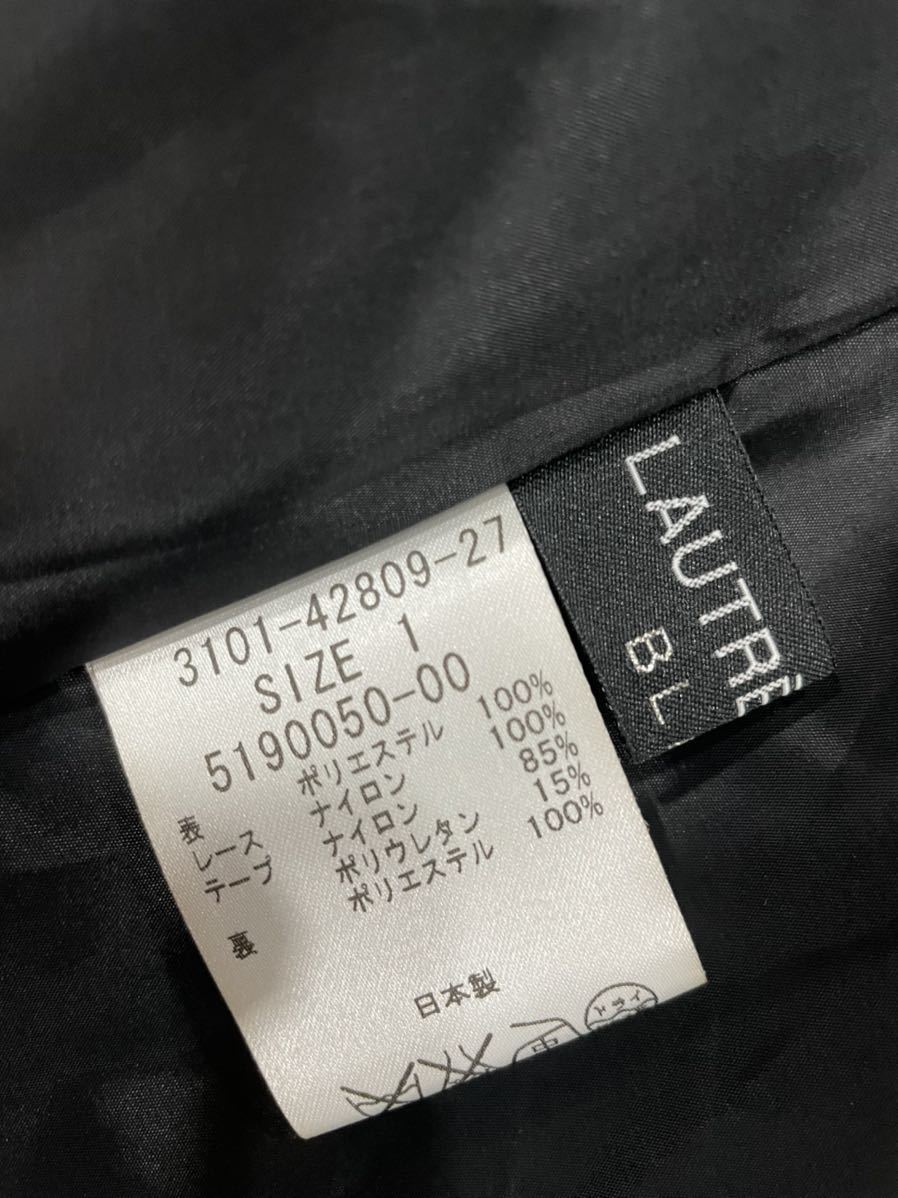 3101-42809-27
SIZE 1
5190050-00
表 ポリエステル 100%
レース ナイロン 100%
テープ ナイロン 85%
ポリウレタン 15%
裏 ポリエステル 100%
日本製
LAUTRE
BL